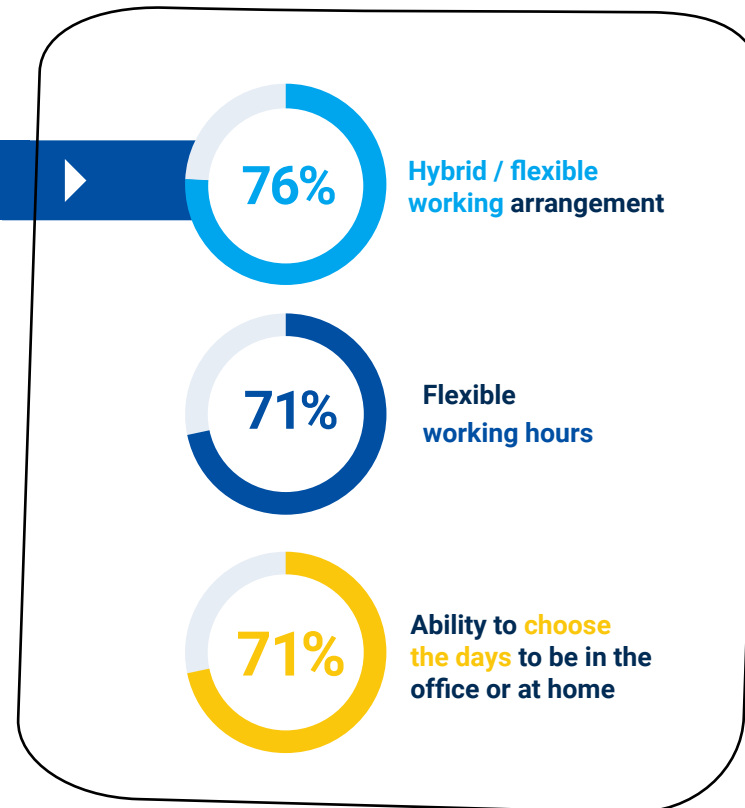 76%
Hybrid / flexible
working arrangement
71%
Flexible
working hours
71%
Ability to choose
the days to be in the
office or at home